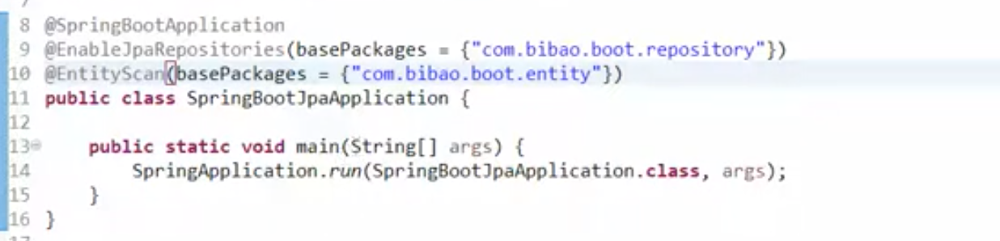 8 @SpringBootApplication
9 @EnableJpaRepositories(basePackages = {"com.bibao.boot.repository"})
10 @EntityScan(basePackages = {"com.bibao.boot.entity"})
11 public class SpringBootJpaApplication {
12
13 public static void main(String[] args) {
14 SpringApplication.run(SpringBootJpaApplication.class, args);
15 }
16 }